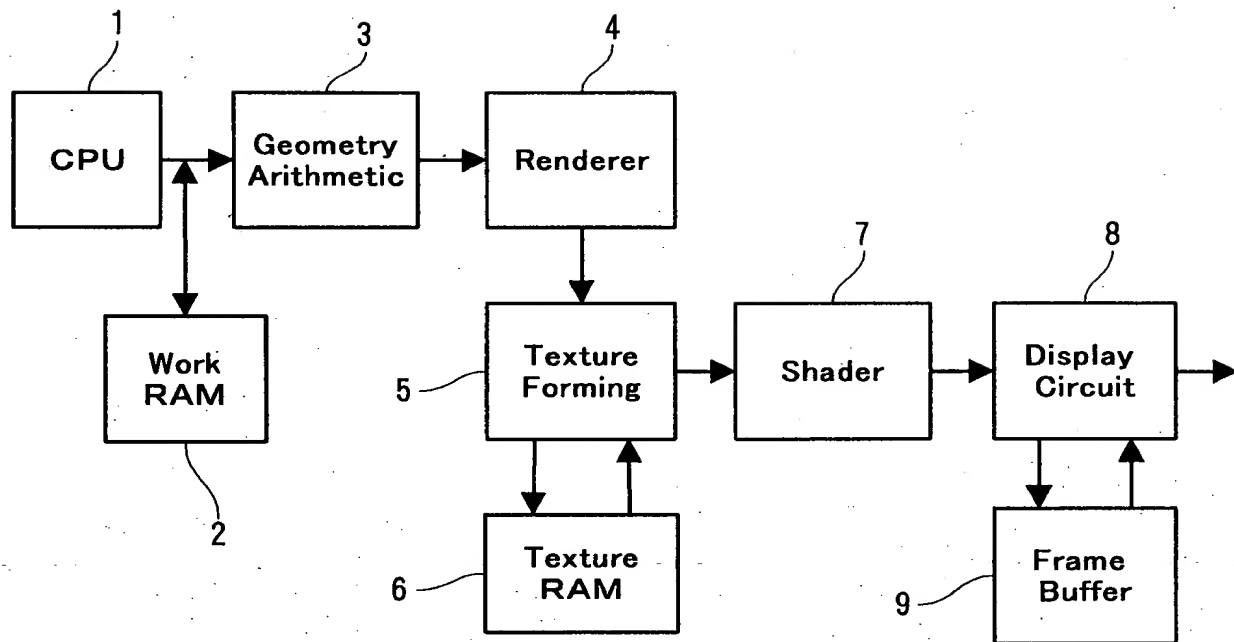 1
3
4
CPU
Geometry
Arithmetic
Renderer
7
8
Work
RAM
2
5
Texture
Forming
Shader
Display
Circuit
6
Texture
RAM
9
Frame
Buffer